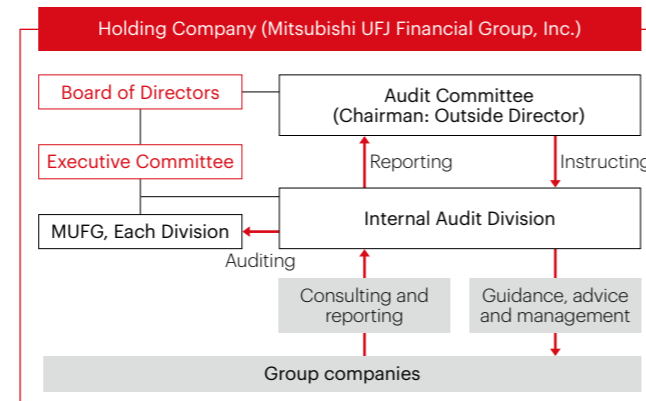 Holding Company (Mitsubishi UFJ Financial Group, Inc.)
Board of Directors
Audit Committee
(Chairman: Outside Director)
Executive Committee
Reporting
Instructing
MUFG, Each Division
Internal Audit Division
Auditing
Consulting and
reporting
Guidance, advice
and management
Group companies